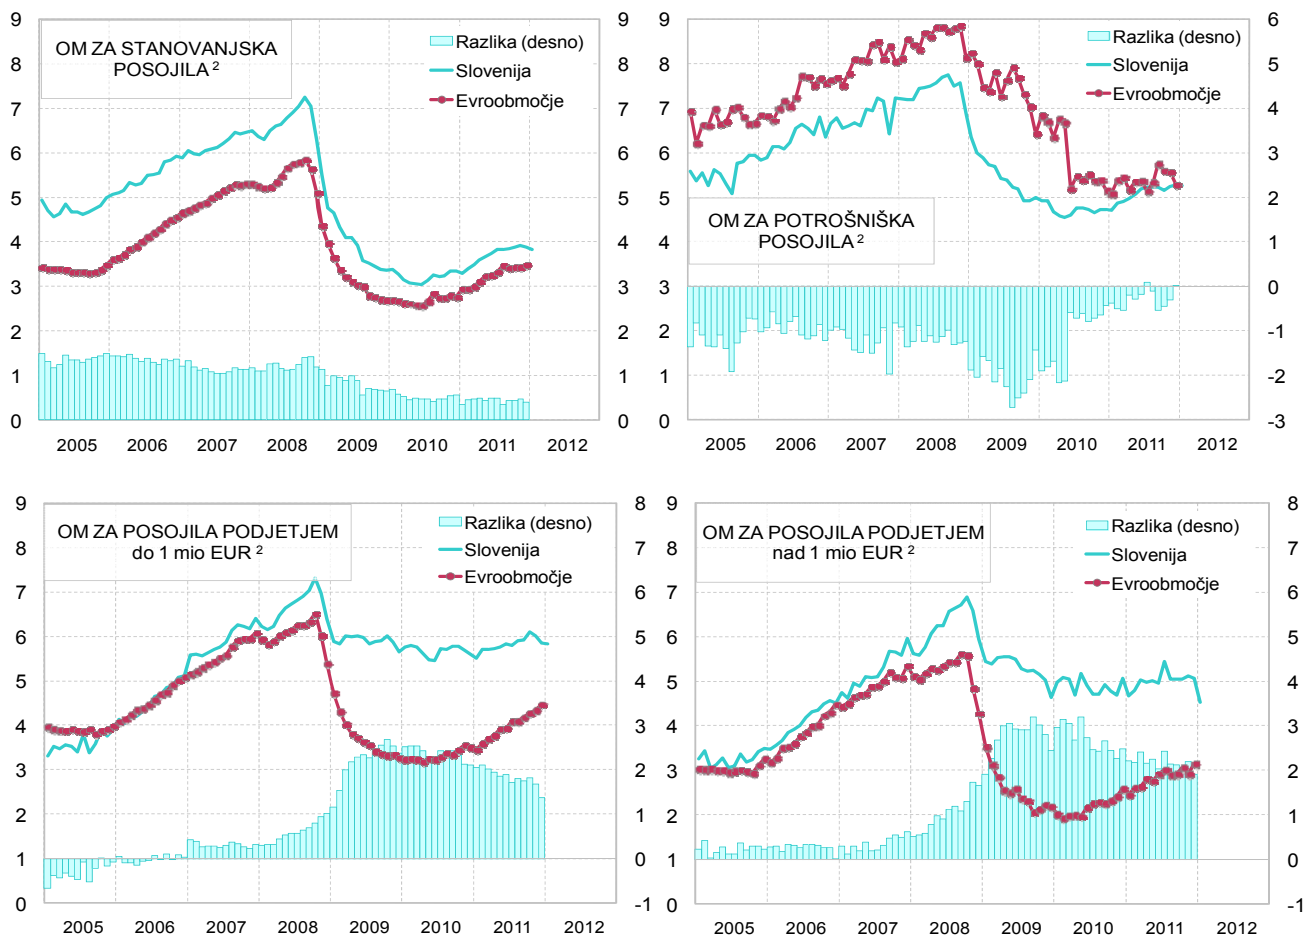 OM ZA STANOVANJSKA
POSOJILA ²
Razlika (desno)
Slovenija
Evroobmočje
9 8 7 6 5 4 3 2 1 0
9 8 7 6 5 4 3 2 1 0
2005 2006 2007 2008 2009 2010 2011 2012
OM ZA POTROŠNIŠKA
POSOJILA ²
Razlika (desno)
Slovenija
Evroobmočje
9 8 7 6 5 4 3 2 1 0
6 5 4 3 2 1 0 -1 -2 -3
2005 2006 2007 2008 2009 2010 2011 2012
OM ZA POSOJILA PODJETJEM
do 1 mio EUR ²
Razlika (desno)
Slovenija
Evroobmočje
9 8 7 6 5 4 3 2 1 0
8 7 6 5 4 3 2 1 0 -1
2005 2006 2007 2008 2009 2010 2011 2012
OM ZA POSOJILA PODJETJEM
nad 1 mio EUR ²
Razlika (desno)
Slovenija
Evroobmočje
9 8 7 6 5 4 3 2 1 0
8 7 6 5 4 3 2 1 0 -1
2005 2006 2007 2008 2009 2010 2011 2012